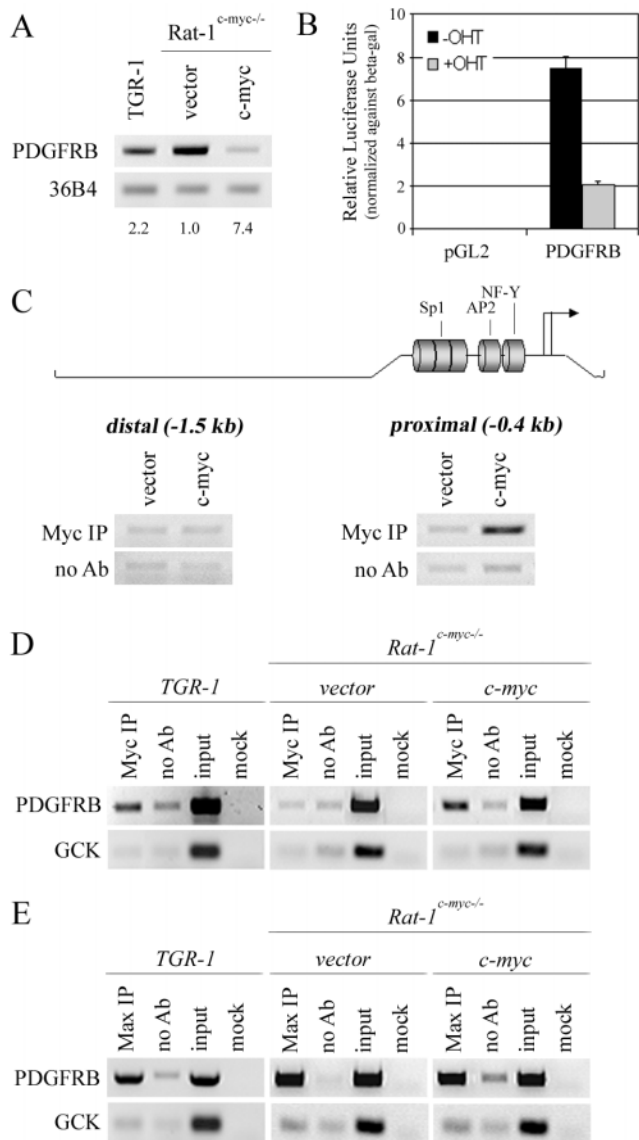 A
Rat-1 c-myc-/-
TGR-1
vector
c-myc
PDGFRB
36B4
2.2 1.0 7.4
B
Relative Luciferase Units
(normalized against beta-gal)
10
8
6
4
2
0
-OHT
+OHT
pGL2 PDGFRB
C
Sp1 AP2 NF-Y
distal (-1.5 kb)
vector
c-myc
Myc IP
no Ab
proximal (-0.4 kb)
vector
c-myc
Myc IP
no Ab
D
Rat-1 c-myc-/-
TGR-1 vector c-myc
Myc IP no Ab input mock Myc IP no Ab input mock Myc IP no Ab input mock
PDGFRB
GCK
E
Rat-1 c-myc-/-
TGR-1 vector c-myc
Max IP no Ab input mock Max IP no Ab input mock Max IP no Ab input mock
PDGFRB
GCK